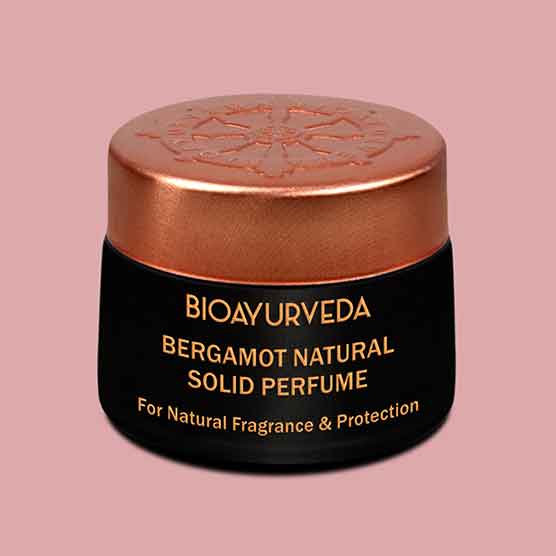 BIOAYURVEDA
BERGAMOT NATURAL
SOLID PERFUME
For Natural Fragrance & Protection